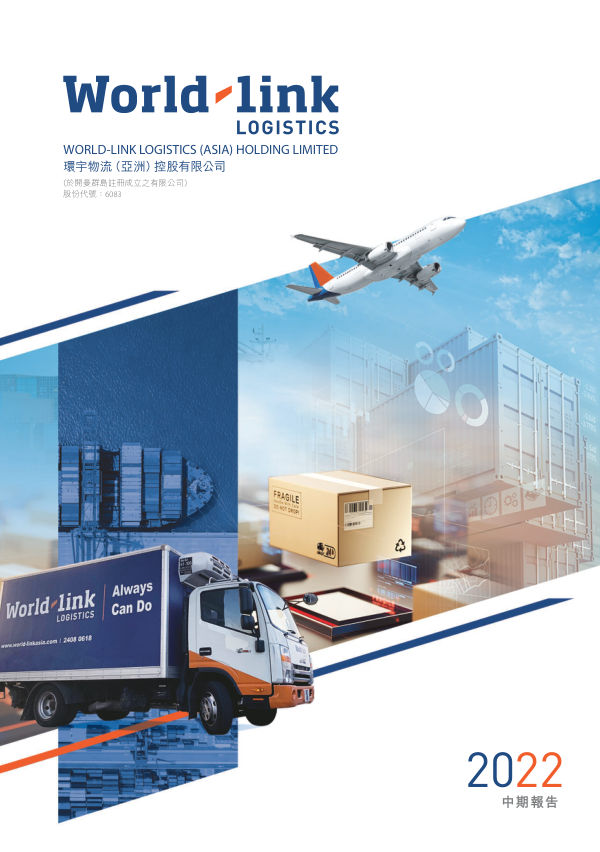 World-link
LOGISTICS
WORLD-LINK LOGISTICS (ASIA) HOLDING LIMITED
環宇物流（亞洲）控股有限公司
(於開曼群島註冊成立之有限公司)
股份代號：6083
FRAGILE
DO NOT DROP!
World-link
LOGISTICS
Always
Can Do
www.world-linkasia.com / 2408 0618
2022
中期報告